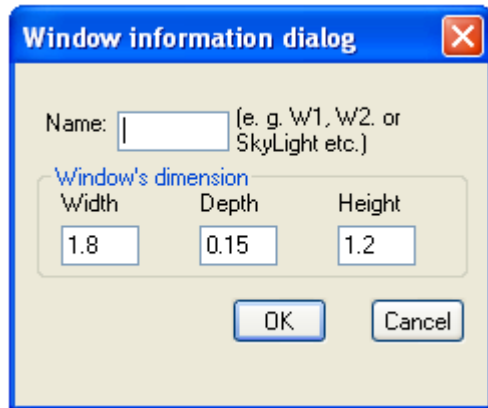 Window information dialog
Name: (e. g. W1, W2. or
SkyLight etc.)
Window's dimension
Width Depth Height
1.8 0.15 1.2
OK Cancel